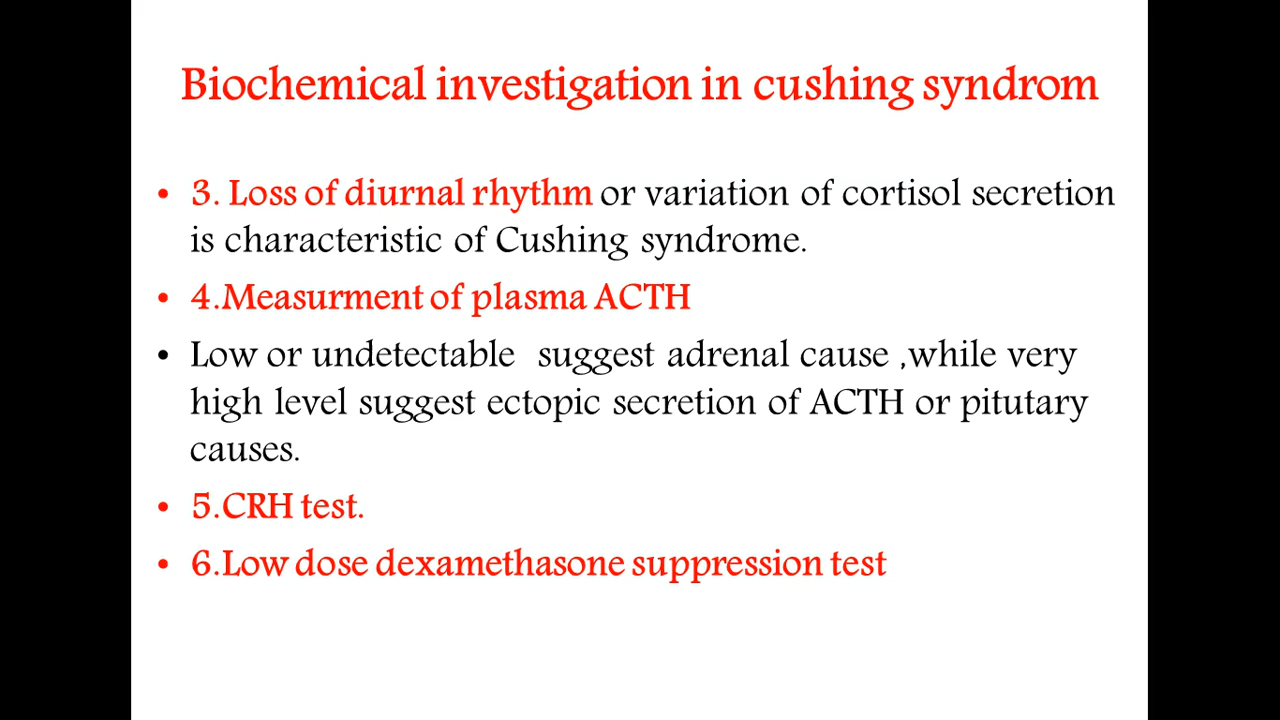 Biochemical investigation in cushing syndrom
• 3. Loss of diurnal rhythm or variation of cortisol secretion
is characteristic of Cushing syndrome.
• 4.Measurment of plasma ACTH
• Low or undetectable  suggest adrenal cause ,while very
high level suggest ectopic secretion of ACTH or pitutary
causes.
• 5.CRH test.
• 6.Low dose dexamethasone suppression test